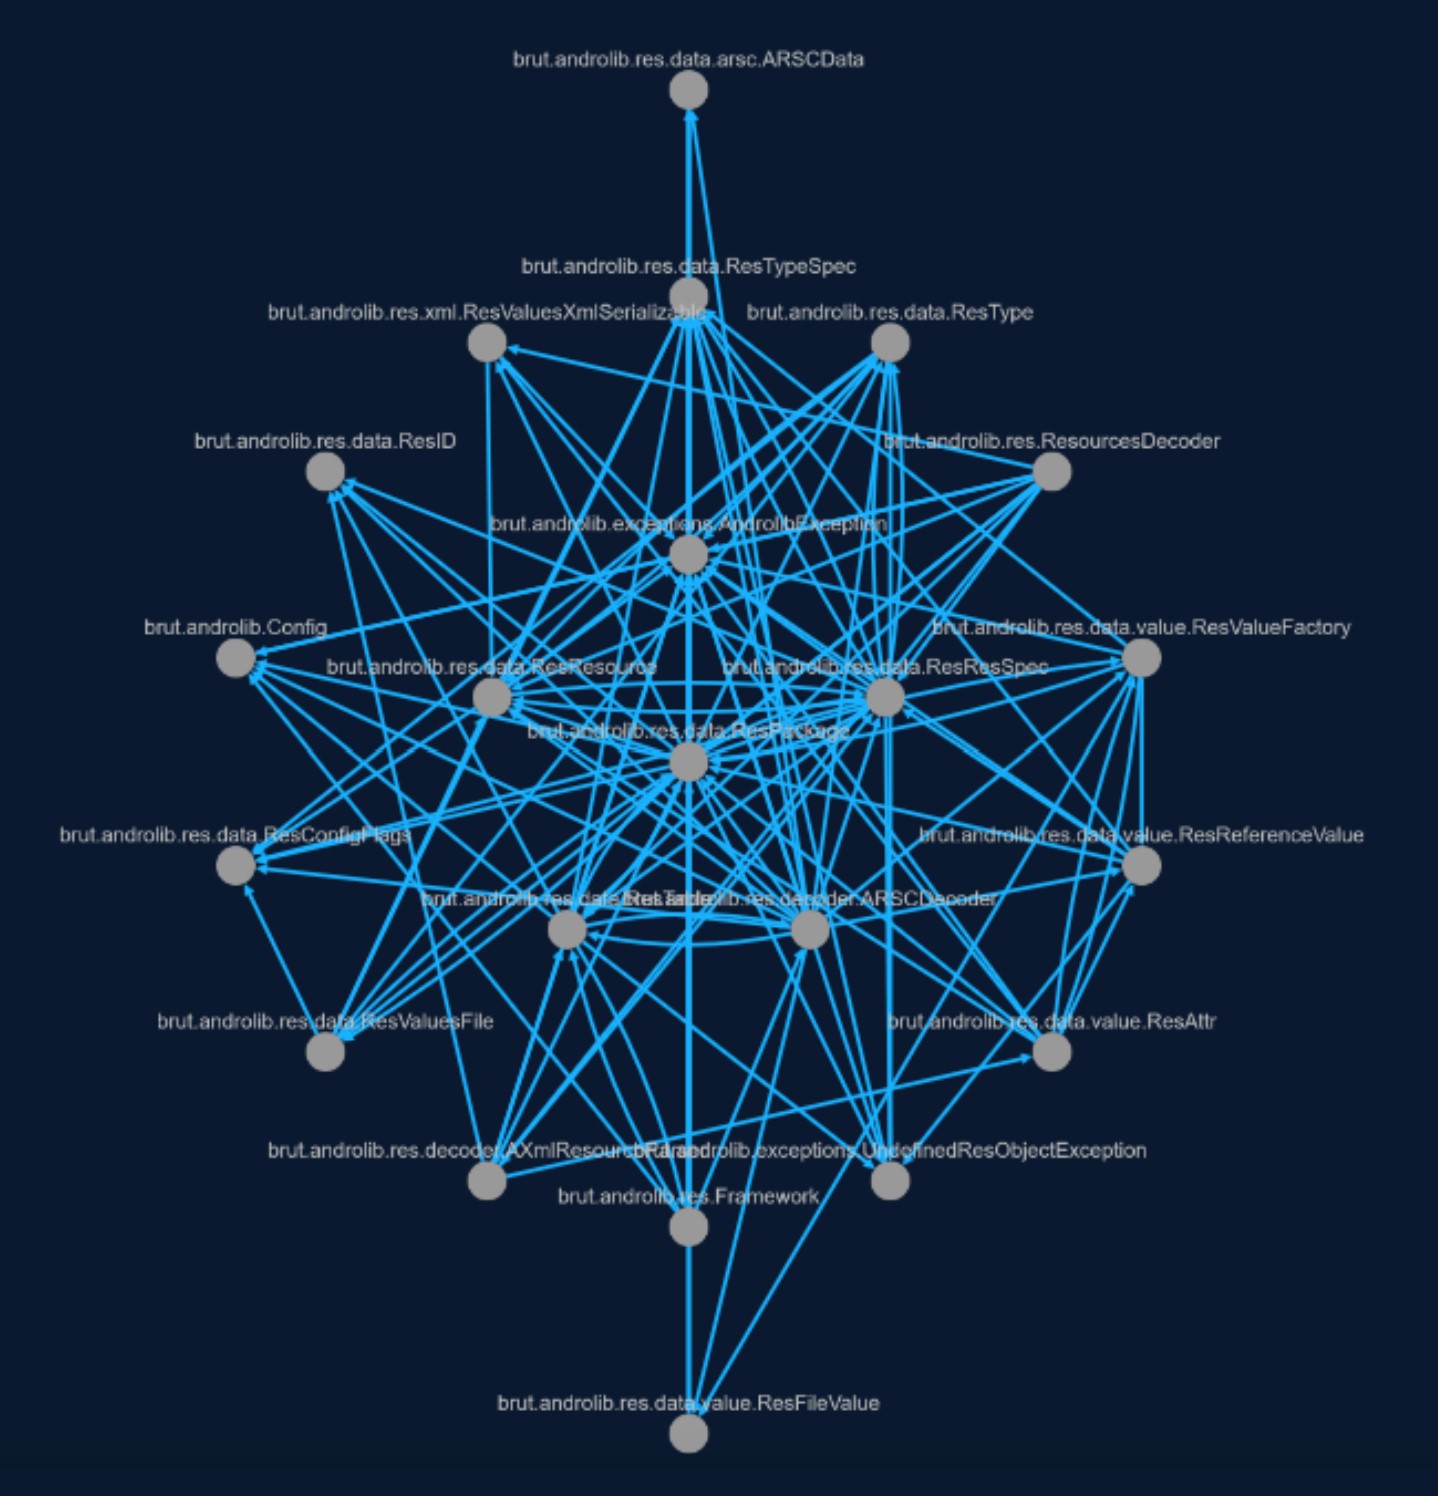 brut.androlib.res.data.arsc.ARSCData
brut.androlib.res.data.ResTypeSpec
brut.androlib.res.xml.ResValuesXmlSerializable
brut.androlib.res.data.ResType
brut.androlib.res.data.ResID
brut.androlib.res.ResourcesDecoder
brut.androlib.exceptions.AndrolibException
brut.androlib.Config
brut.androlib.res.data.value.ResValueFactory
brut.androlib.res.data.ResResource
brut.androlib.res.data.ResResSpec
brut.androlib.res.data.ResPackage
brut.androlib.res.data.ResConfigFlags
brut.androlib.res.data.value.ResReferenceValue
brut.androlib.res.data.ResTable
brut.androlib.res.decoder.ARSCDecoder
brut.androlib.res.data.ResValuesFile
brut.androlib.res.data.value.ResAttr
brut.androlib.res.decoder.AXmlResourceParser
brut.androlib.exceptions.UndefinedResObjectException
brut.androlib.res.Framework
brut.androlib.res.data.value.ResFileValue